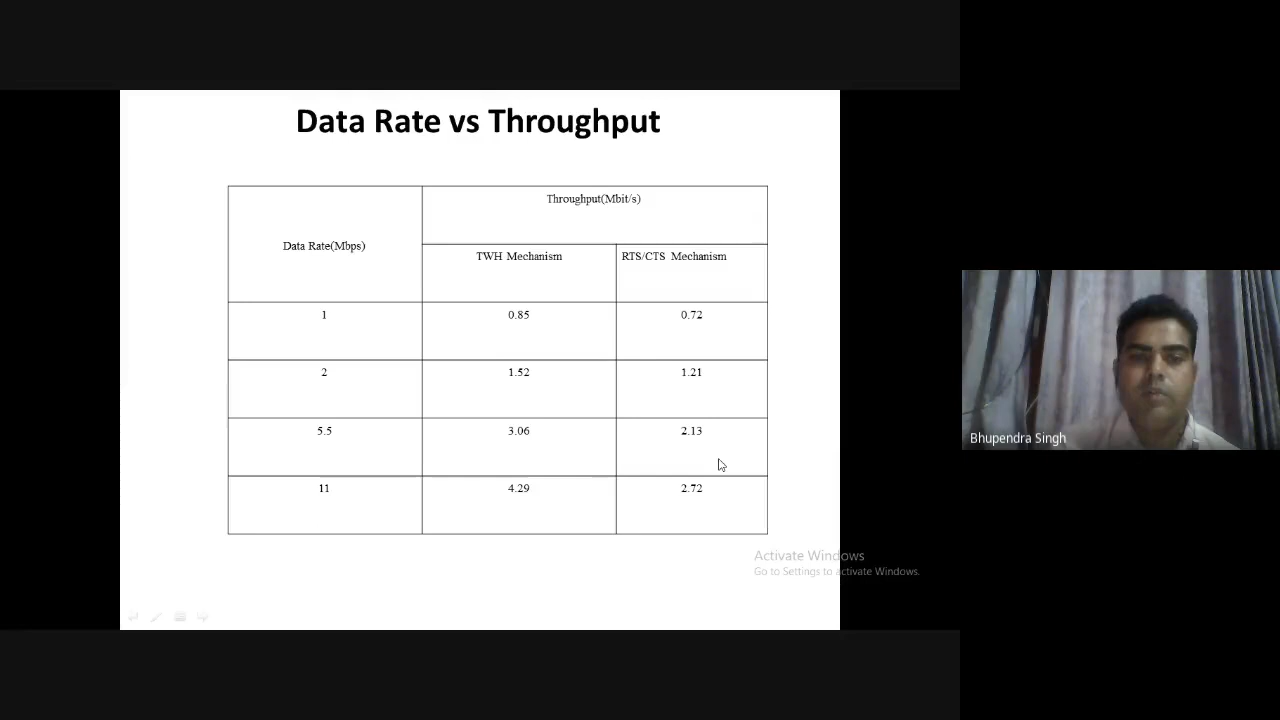 Data Rate vs Throughput
Data Rate(Mbps)
Throughput(Mbit/s)
TWH Mechanism
RTS/CTS Mechanism
1
0.85
0.72
2
1.52
1.21
5.5
3.06
2.13
11
4.29
2.72
Bhupendra Singh
Activate Windows
Go to Settings to activate Windows.